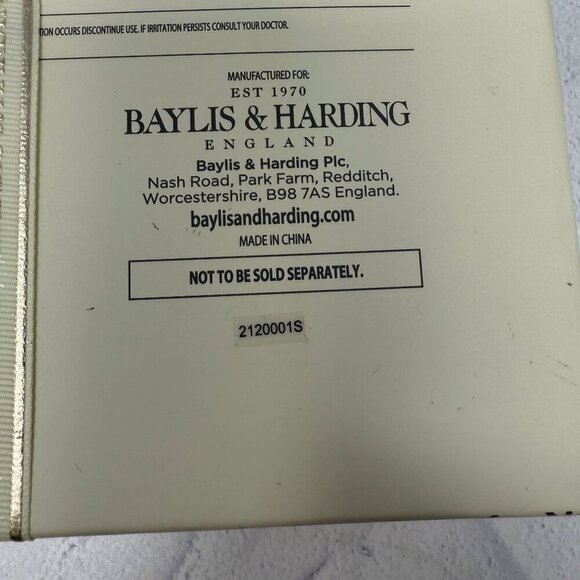 TION OCCURS DISCONTINUE USE. IF IRRITATION PERSISTS CONSULT YOUR DOCTOR.
MANUFACTURED FOR:
EST 1970
BAYLIS & HARDING
ENGLAND
Baylis & Harding Plc,
Nash Road, Park Farm, Redditch,
Worcestershire, B98 7AS England.
baylisandharding.com
MADE IN CHINA
NOT TO BE SOLD SEPARATELY.
2120001S